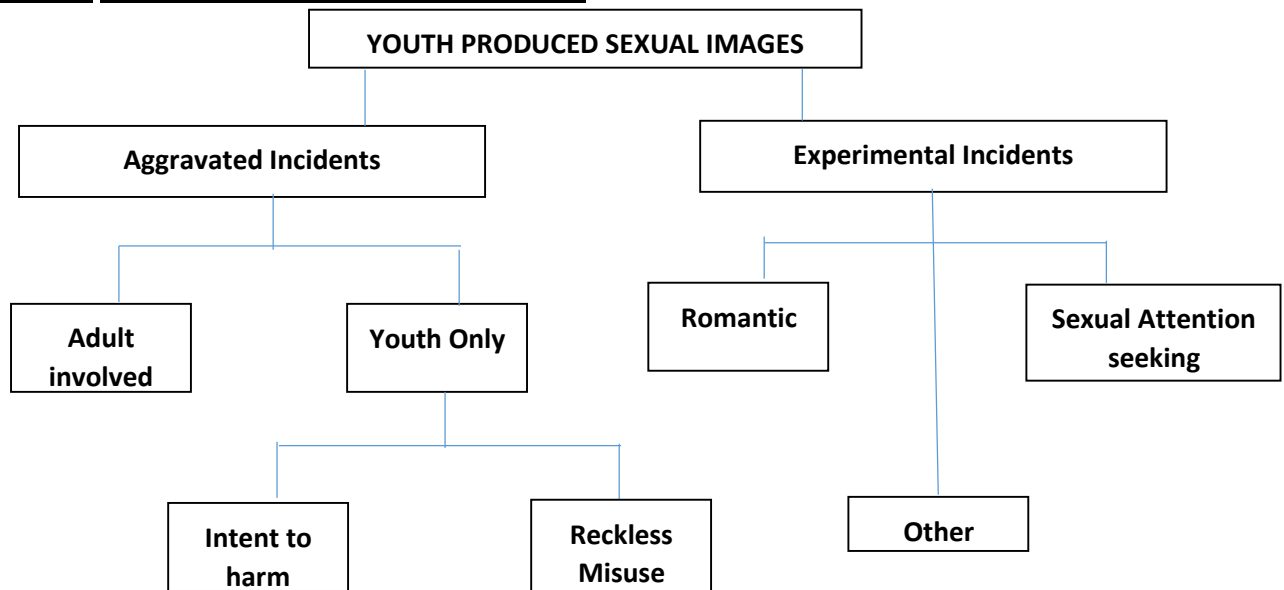 YOUTH PRODUCED SEXUAL IMAGES
Aggravated Incidents
Experimental Incidents
Adult
involved
Youth Only
Romantic
Sexual Attention
seeking
Intent to
harm
Reckless
Misuse
Other